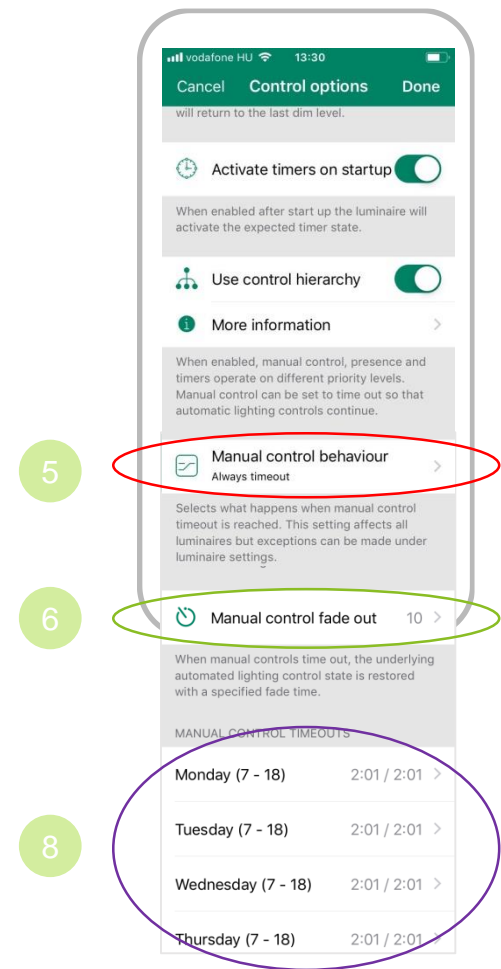 vodafone HU 13:30
Cancel Control options Done
will return to the last dim level.
Activate timers on startup
When enabled after start up the luminaire will
activate the expected timer state.
Use control hierarchy
More information
When enabled, manual control, presence and
timers operate on different priority levels.
Manual control can be set to time out so that
automatic lighting controls continue.
5
Manual control behaviour
Always timeout
Selects what happens when manual control
timeout is reached. This setting affects all
luminaires but exceptions can be made under
luminaire settings.
6
Manual control fade out 10
When manual controls time out, the underlying
automated lighting control state is restored
with a specified fade time.
MANUAL CONTROL TIMEOUTS
Monday (7 - 18) 2:01 / 2:01
Tuesday (7 - 18) 2:01 / 2:01
8
Wednesday (7 - 18) 2:01 / 2:01
Thursday (7 - 18) 2:01 / 2:01